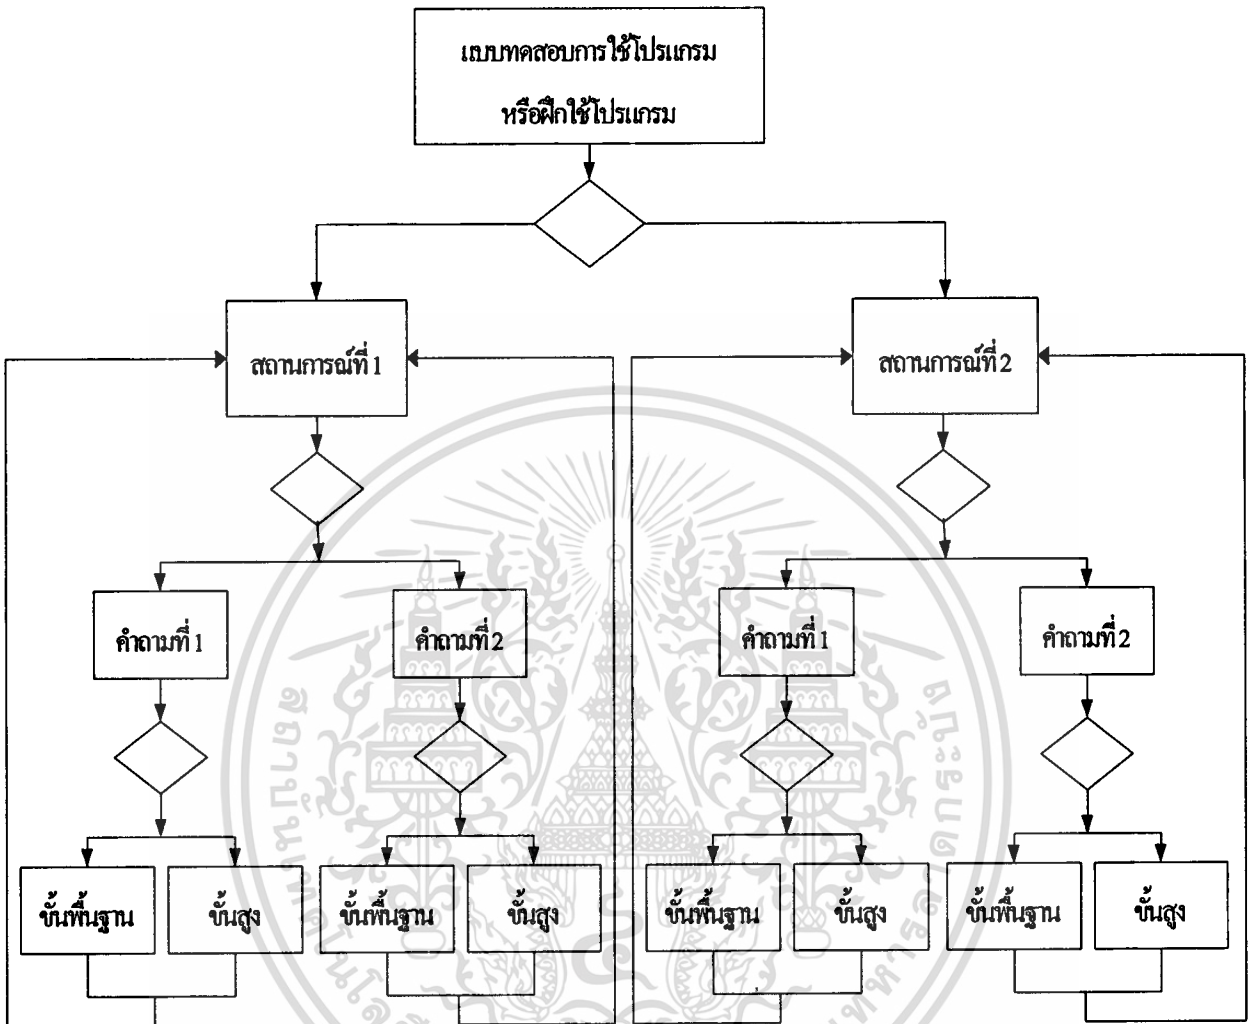 แบบทดสอบการใช้โปรแกรม
หรือฝึกใช้โปรแกรม
สถานการณ์ที่ 1
สถานการณ์ที่ 2
คำถามที่ 1
คำถามที่ 2
คำถามที่ 1
คำถามที่ 2
ขั้นพื้นฐาน
ขั้นสูง
ขั้นพื้นฐาน
ขั้นสูง
ขั้นพื้นฐาน
ขั้นสูง
ขั้นพื้นฐาน
ขั้นสูง